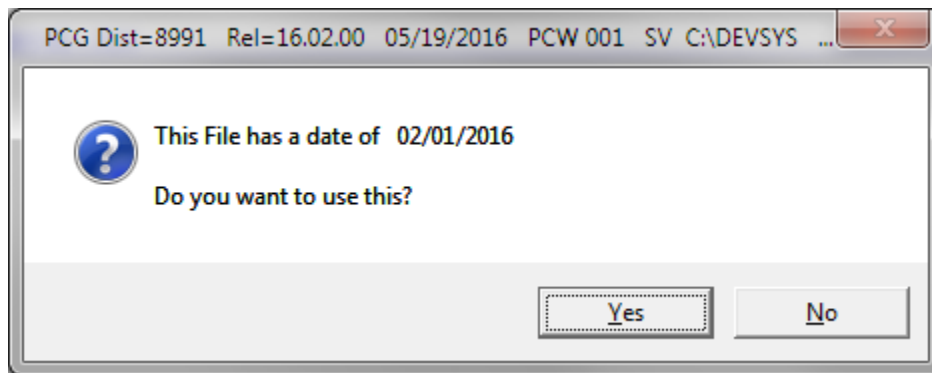 PCG Dist=8991 Rel=16.02.00 05/19/2016 PCW 001 SV C:\DEVSYS ...
This File has a date of 02/01/2016
Do you want to use this?
Yes No